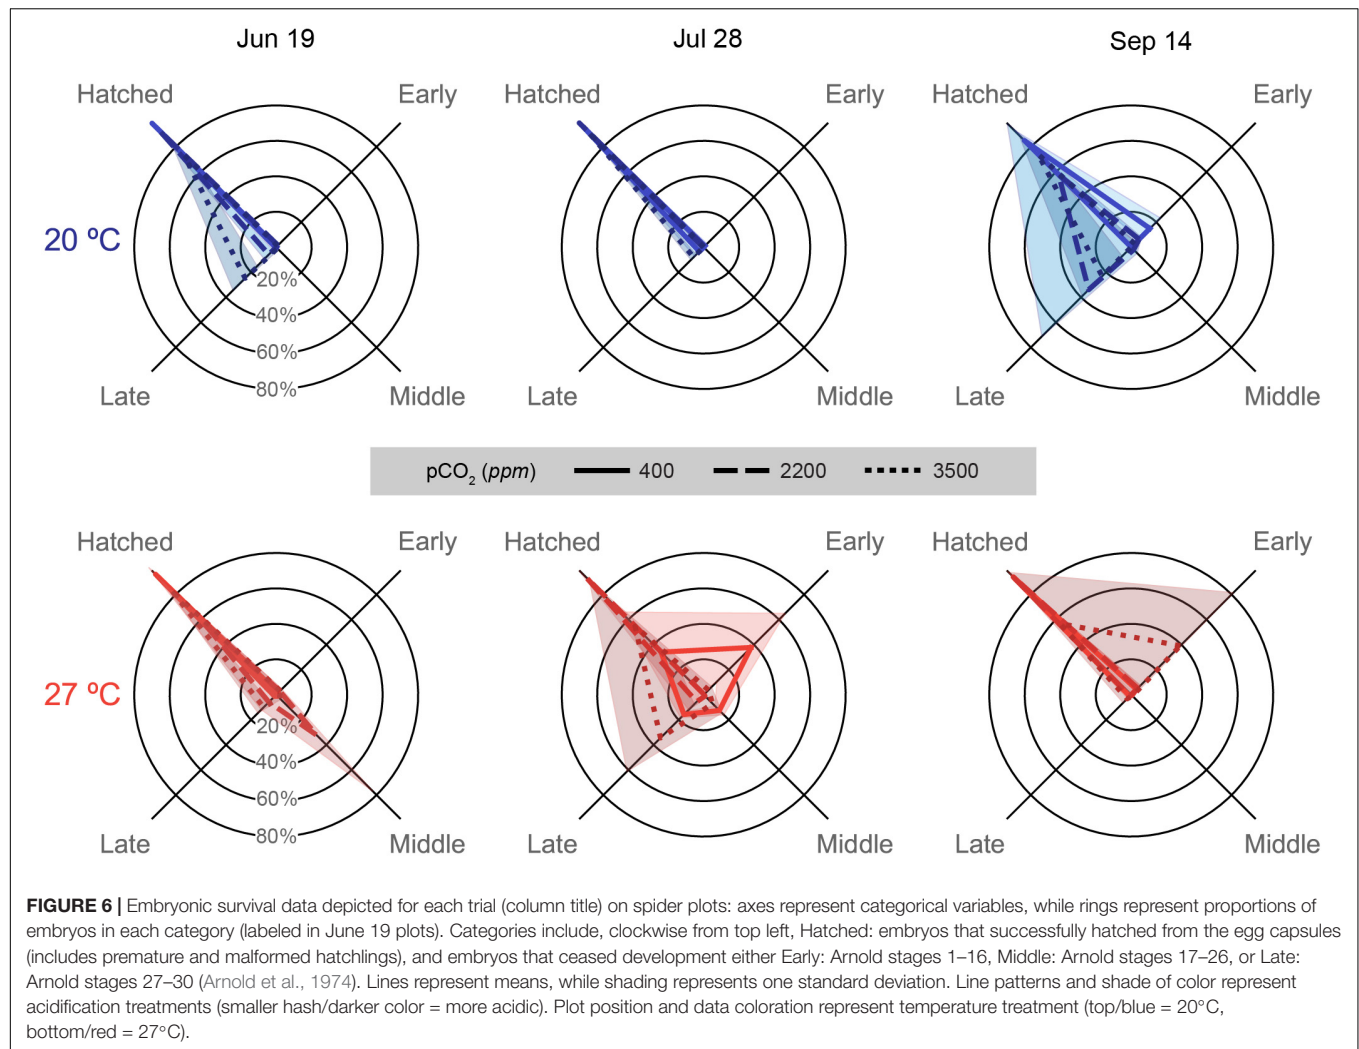 Jun 19
Jul 28
Sep 14
Hatched
Early
Hatched
Early
Hatched
Early
20 ºC
20%
40%
60%
80%
Late
Middle
Late
Middle
Late
Middle
pCO2 (ppm) 400 2200 3500
Hatched
Early
Hatched
Early
Hatched
Early
27 ºC
20%
40%
60%
80%
Late
Middle
Late
Middle
Late
Middle
FIGURE 6 | Embryonic survival data depicted for each trial (column title) on spider plots: axes represent categorical variables, while rings represent proportions of
embryos in each category (labeled in June 19 plots). Categories include, clockwise from top left, Hatched: embryos that successfully hatched from the egg capsules
(includes premature and malformed hatchlings), and embryos that ceased development either Early: Arnold stages 1–16, Middle: Arnold stages 17–26, or Late:
Arnold stages 27–30 (Arnold et al., 1974). Lines represent means, while shading represents one standard deviation. Line patterns and shade of color represent
acidification treatments (smaller hash/darker color = more acidic). Plot position and data coloration represent temperature treatment (top/blue = 20°C,
bottom/red = 27°C).